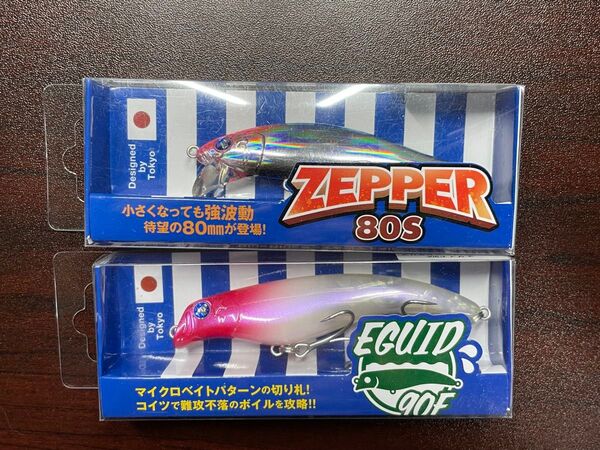 Designed
by
Tokyo
ZEPPER
80S
小さくなっても強波動
待望の80mmが登場!
Designed
by
Tokyo
EGUID
90F
マイクロベイトパターンの切り札!
コイツで難攻不落のボイルを攻略!!